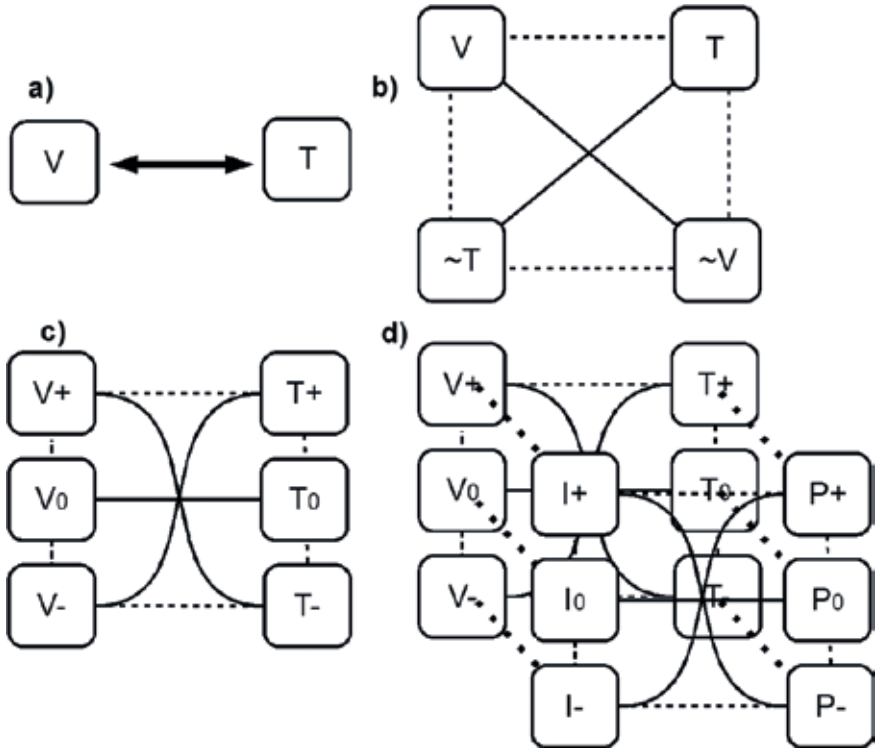 a)
V T
b)
V T
~T ~V
c)
V+ T+
V0 T0
V- T-
d)
V+ T+
V0 I+ T0 P+
V- I0 T- P0
I- P-